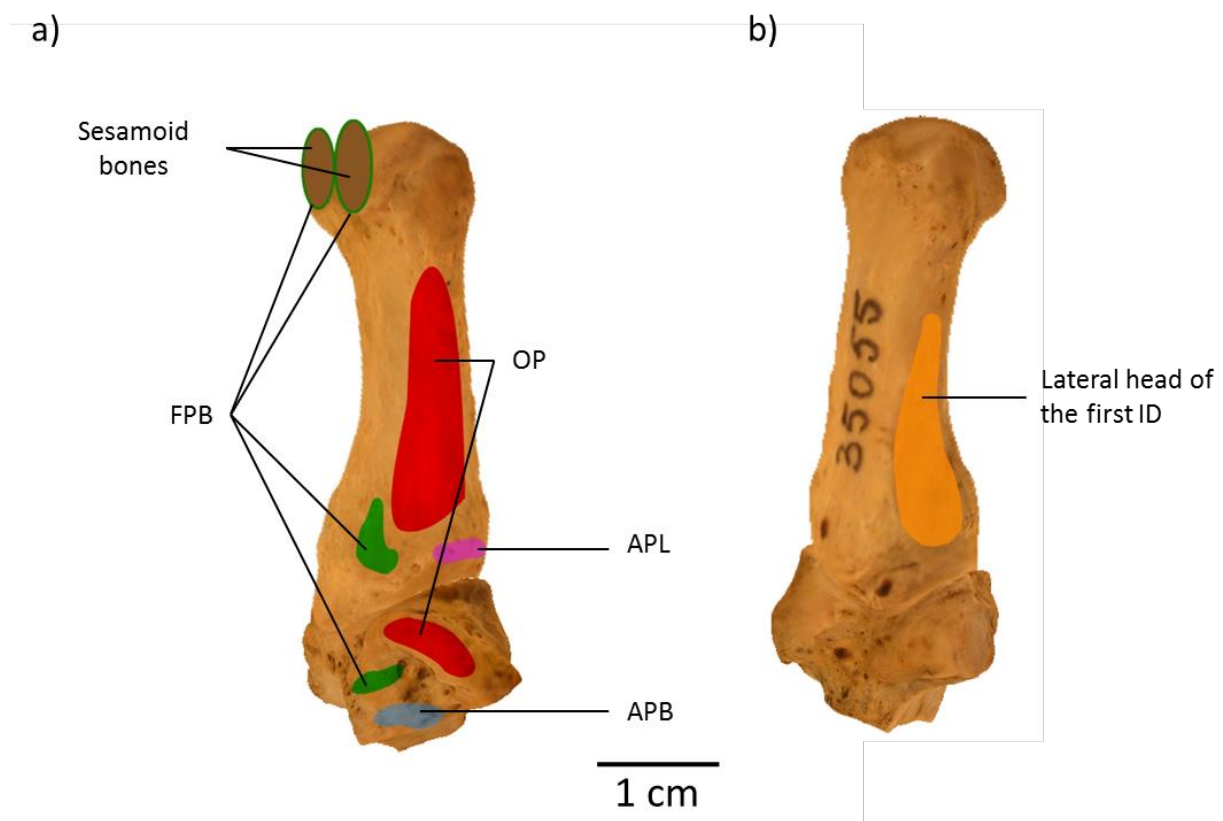 a)
b)
Sesamoid
bones
OP
FPB
APL
APB
1 cm
35055
Lateral head of
the first ID